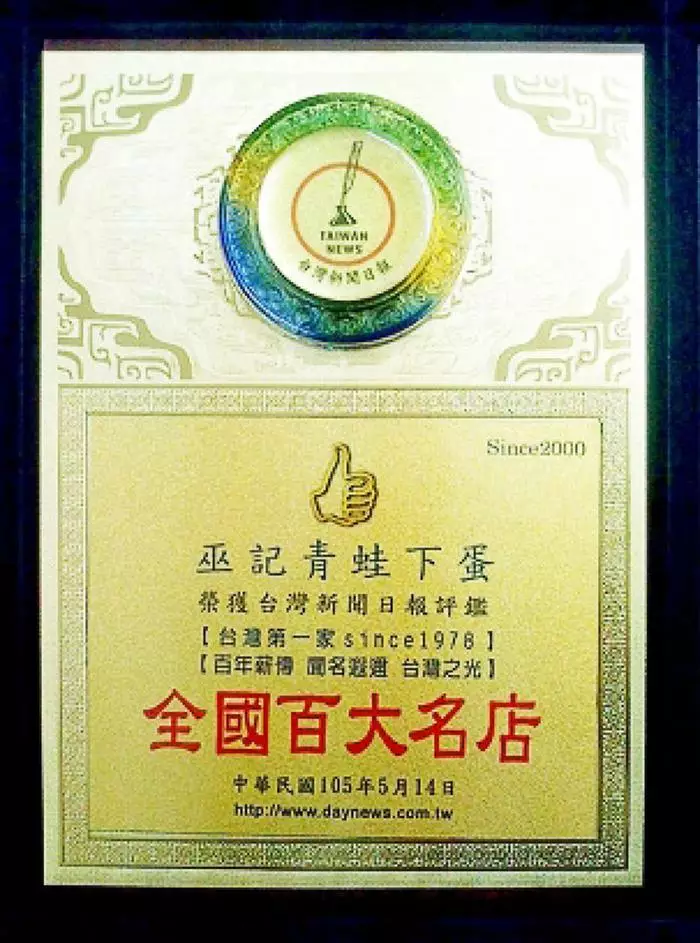 TAIWAN
NEWS
台灣新聞日報
Since2000
巫記青蛙下蛋
榮獲台灣新聞日報評鑑
【台灣第一家since1978】
【百年薪傳 聞名遐邇 台灣之光】
全國百大名店
中華民國105年5月14日
http://www.daynews.com.tw